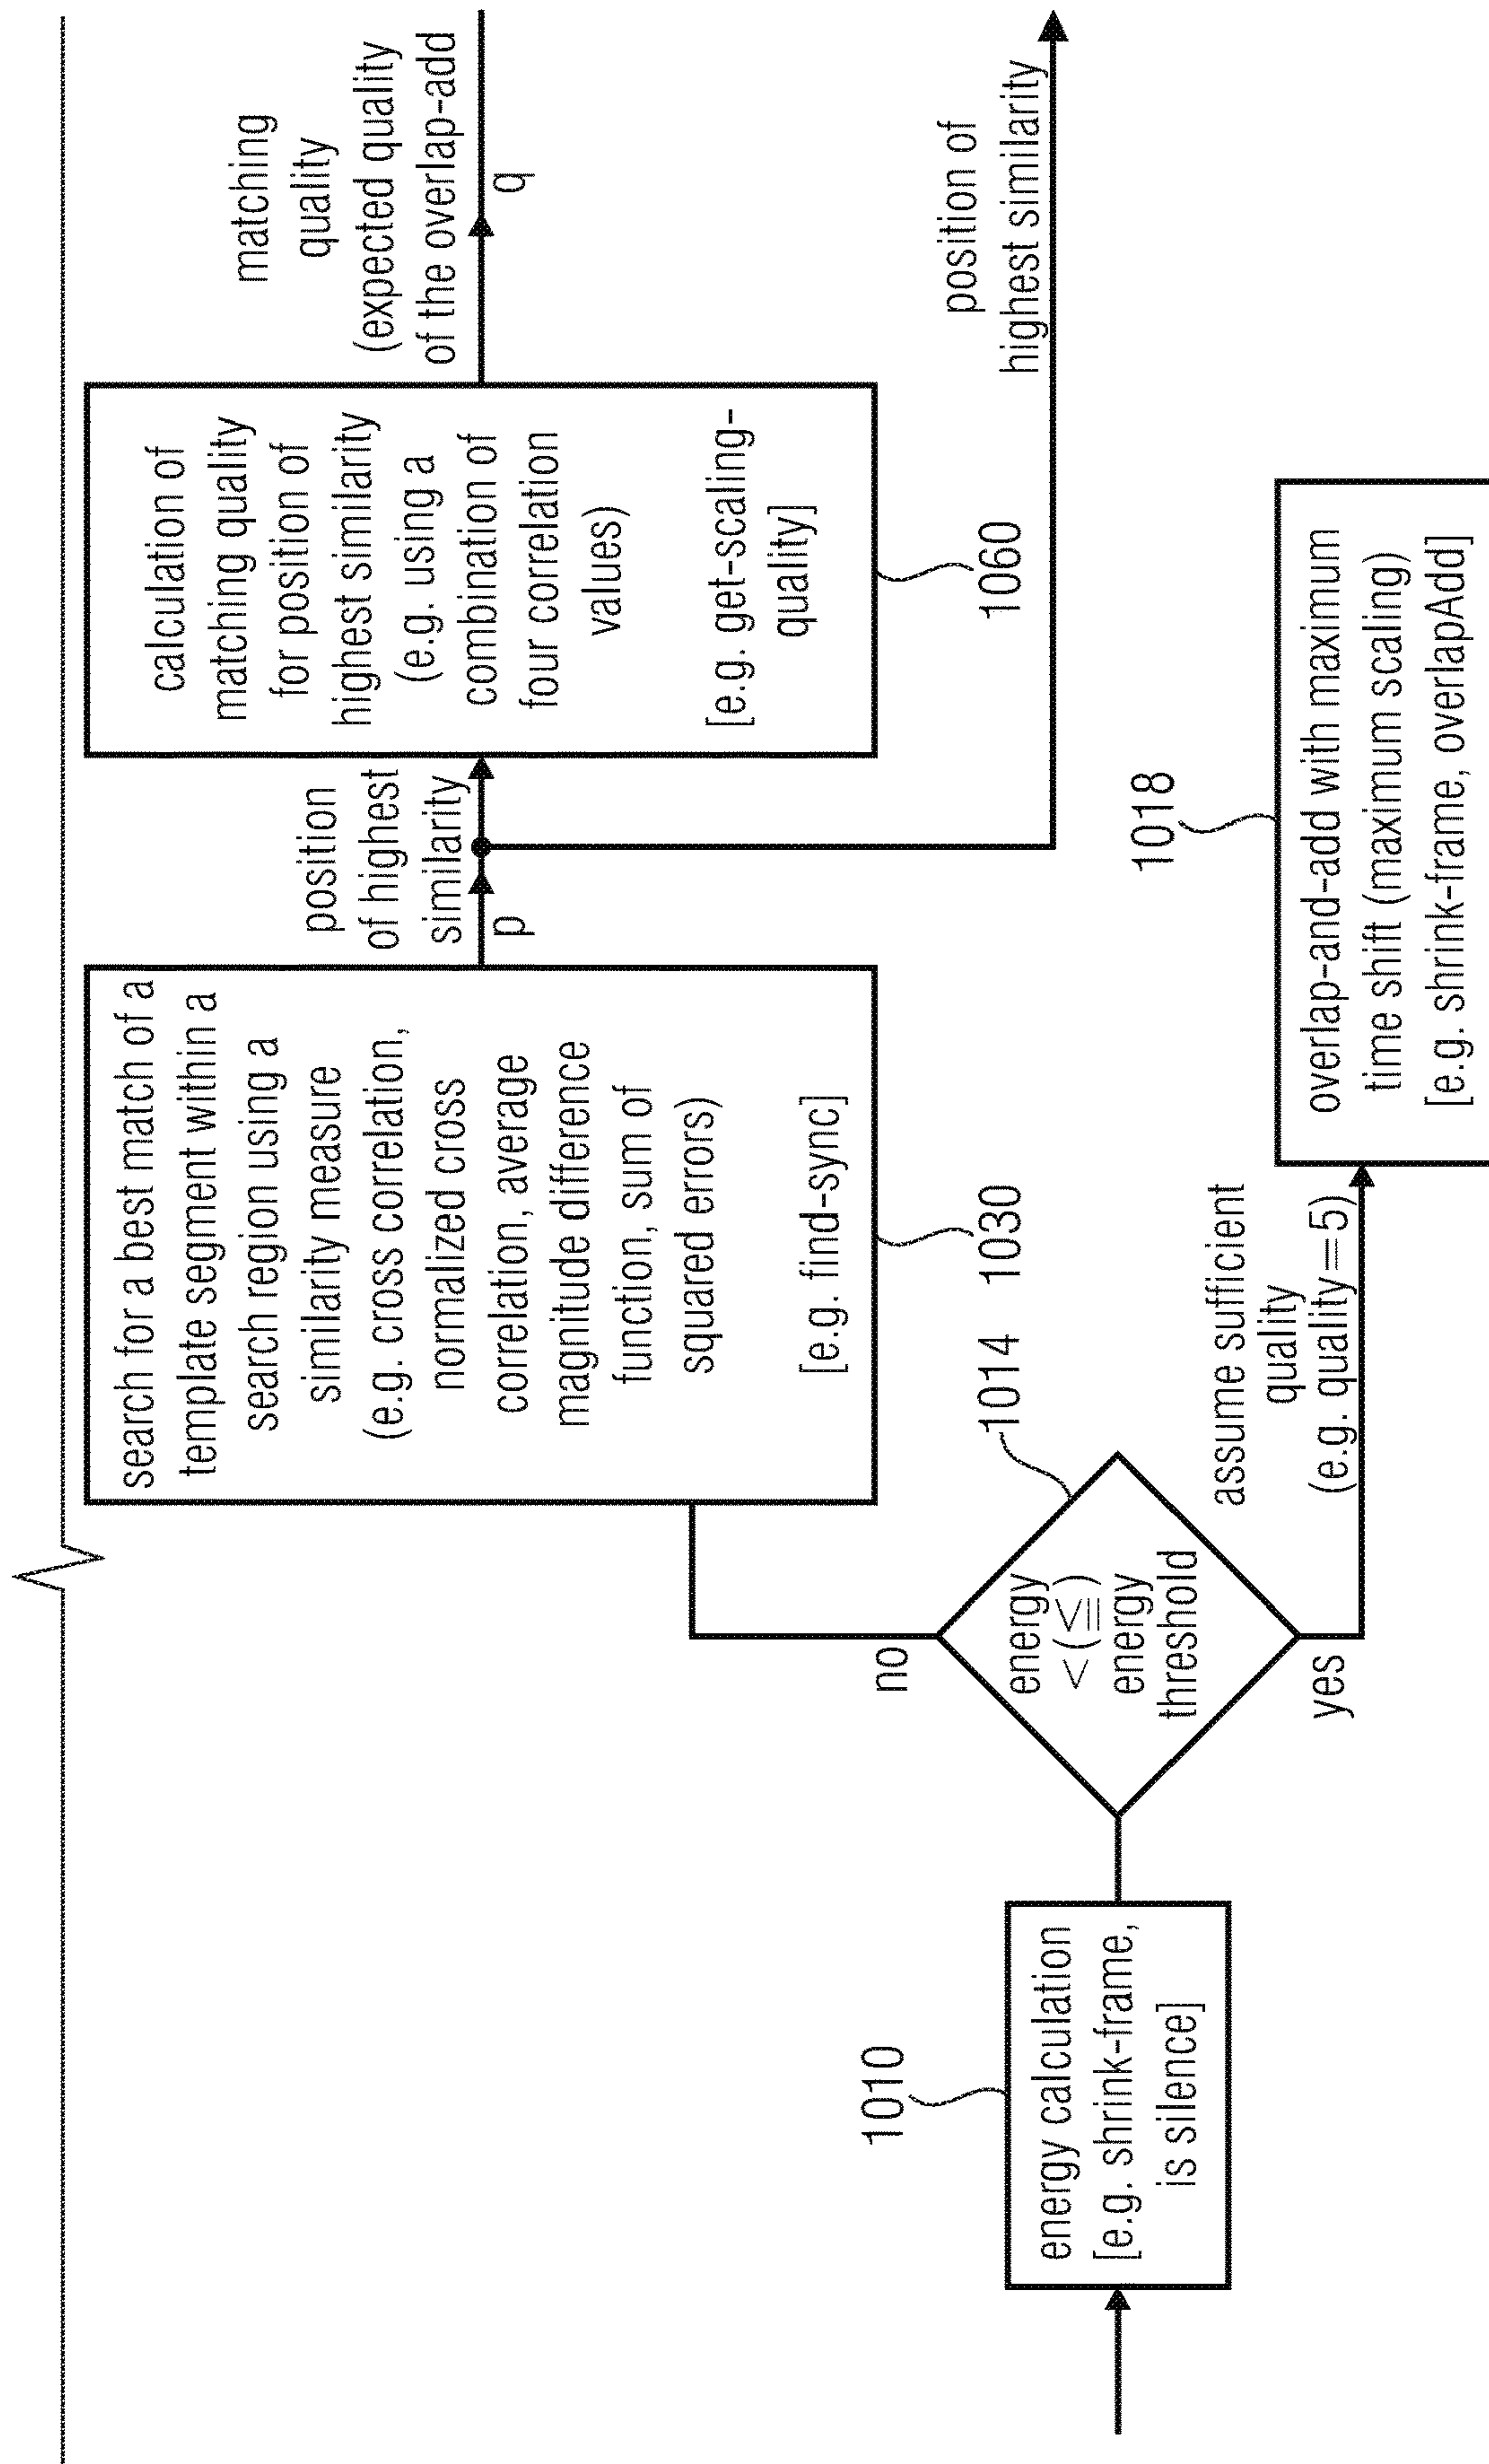 energy calculation
[e.g. shrink-frame,
is silence]
1010
energy
<(≦)
energy
threshold
1014
no
yes
search for a best match of a
template segment within a
search region using a
similarity measure
(e.g. cross correlation,
normalized cross
correlation, average
magnitude difference
function, sum of
squared errors)
[e.g. find-sync]
1030
p
position
of highest
similarity
calculation of
matching quality
for position of
highest similarity
(e.g. using a
combination of
four correlation
values)
[e.g. get-scaling-
quality]
1060
matching
quality
(expected quality
of the overlap-add
q
position of
highest similarity
assume sufficient
quality
(e.g. quality=5)
overlap-and-add with maximum
time shift (maximum scaling)
[e.g. shrink-frame, overlapAdd]
1018